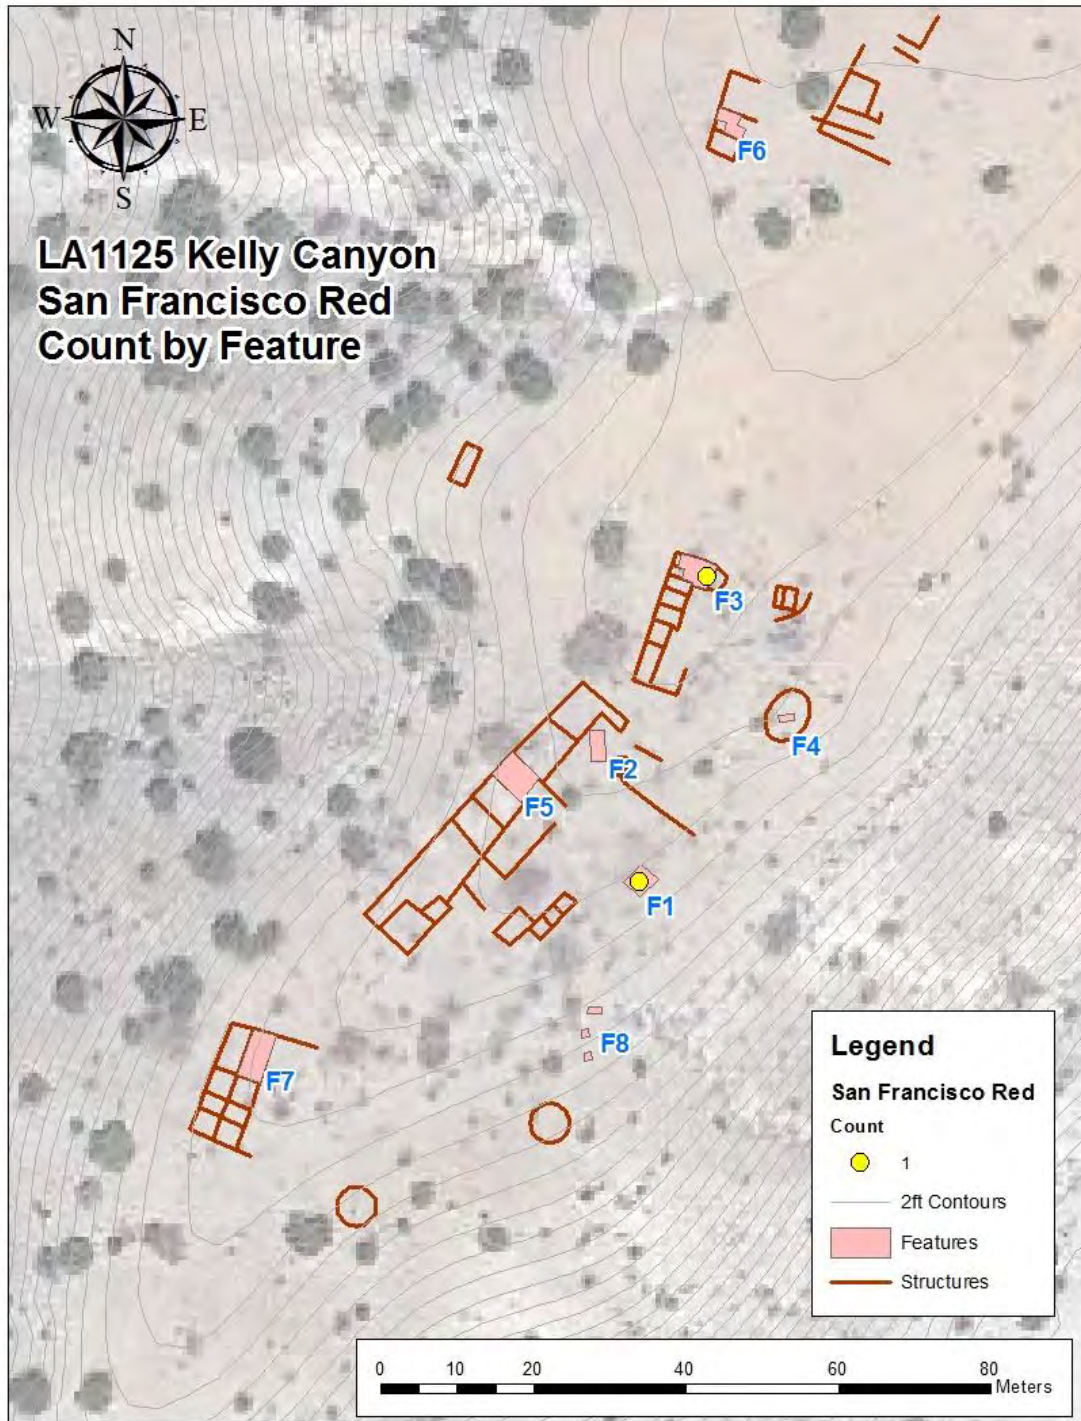 N
W E
S
LA1125 Kelly Canyon
San Francisco Red
Count by Feature
F6
F3
F4
F2
F5
F1
F8
F7
Legend
San Francisco Red
Count
1
2ft Contours
Features
Structures
0 10 20 40 60 80
Meters